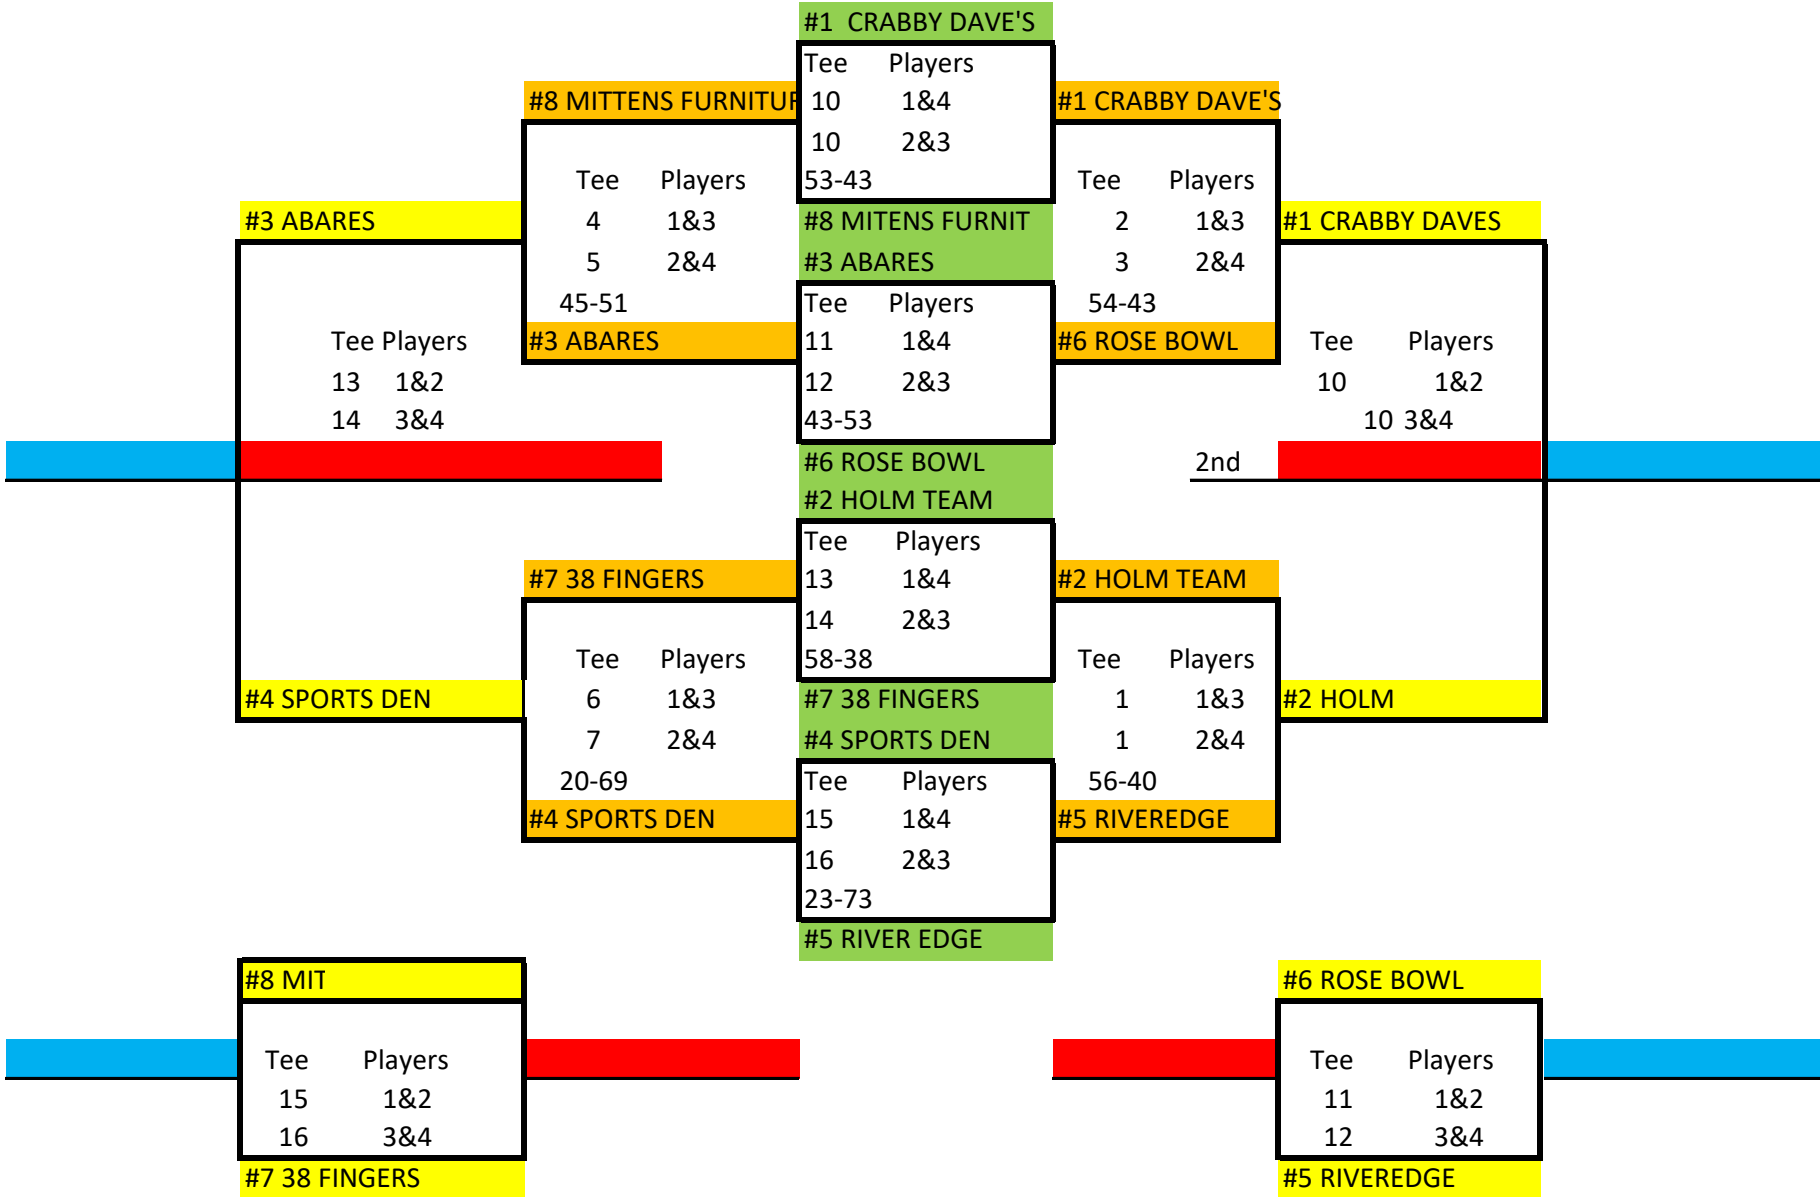 #1 CRABBY DAVE'S
Tee Players
#8 MITTENS FURNITUR 10 1&4 #1 CRABBY DAVE'S
10 2&3
Tee Players 53-43 Tee Players
#3 ABARES 4 1&3 #8 MITENS FURNIT 2 1&3 #1 CRABBY DAVES
5 2&4 #3 ABARES 3 2&4
45-51 Tee Players 54-43
Tee Players #3 ABARES 11 1&4 #6 ROSE BOWL Tee Players
13 1&2 12 2&3 10 1&2
14 3&4 43-53 10 3&4
#6 ROSE BOWL 2nd
#2 HOLM TEAM
Tee Players
#7 38 FINGERS 13 1&4 #2 HOLM TEAM
14 2&3
Tee Players 58-38 Tee Players
#4 SPORTS DEN 6 1&3 #7 38 FINGERS 1 1&3 #2 HOLM
7 2&4 #4 SPORTS DEN 1 2&4
20-69 Tee Players 56-40
#4 SPORTS DEN 15 1&4 #5 RIVEREDGE
16 2&3
23-73
#5 RIVER EDGE
#8 MIT #6 ROSE BOWL
Tee Players Tee Players
15 1&2 11 1&2
16 3&4 12 3&4
#7 38 FINGERS #5 RIVEREDGE